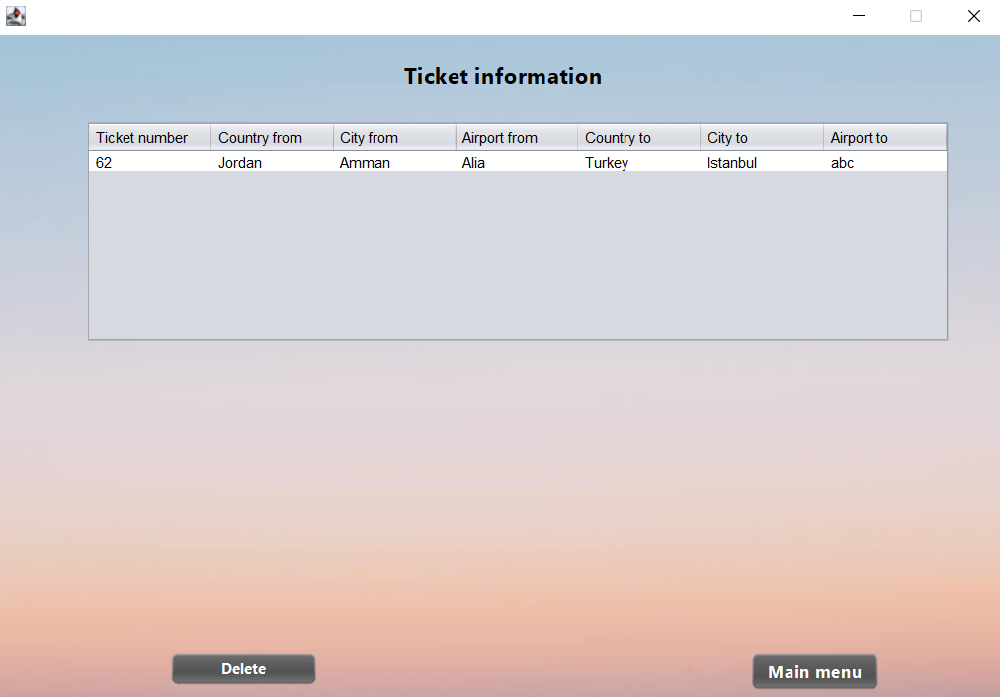 Ticket information
Ticket number Country from City from Airport from Country to City to Airport to
62 Jordan Amman Alia Turkey Istanbul abc
Delete
Main menu